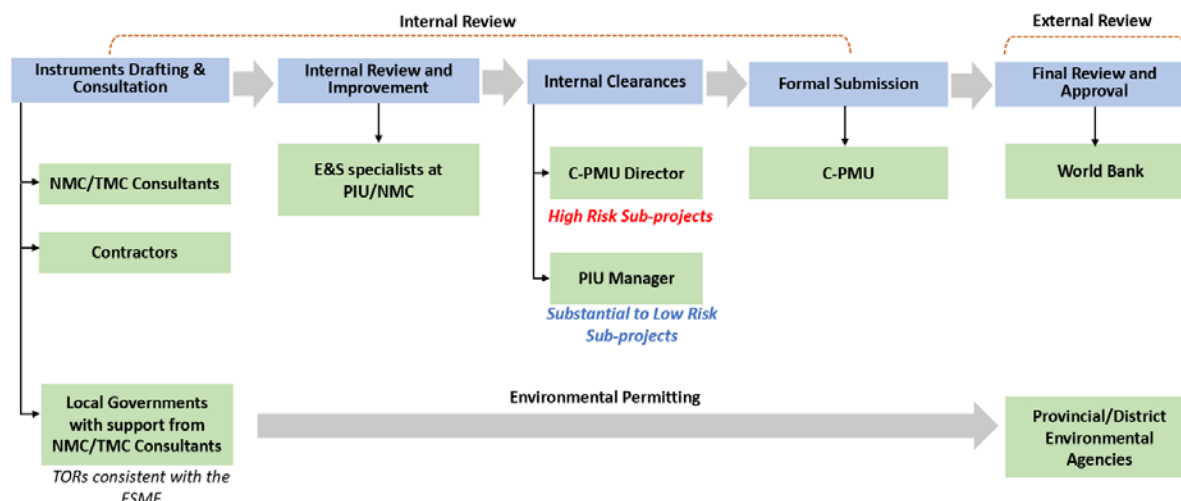 Internal Review
External Review
Instruments Drafting &
Consultation
Internal Review and
Improvement
Internal Clearances
Formal Submission
Final Review and
Approval
NMC/TMC Consultants
E&S specialists at
PIU/NMC
C-PMU Director
C-PMU
World Bank
High Risk Sub-projects
Contractors
PIU Manager
Substantial to Low Risk
Sub-projects
Local Governments
with support from
NMC/TMC Consultants
Environmental Permitting
Provincial/District
Environmental
Agencies
TORs consistent with the
ESMF